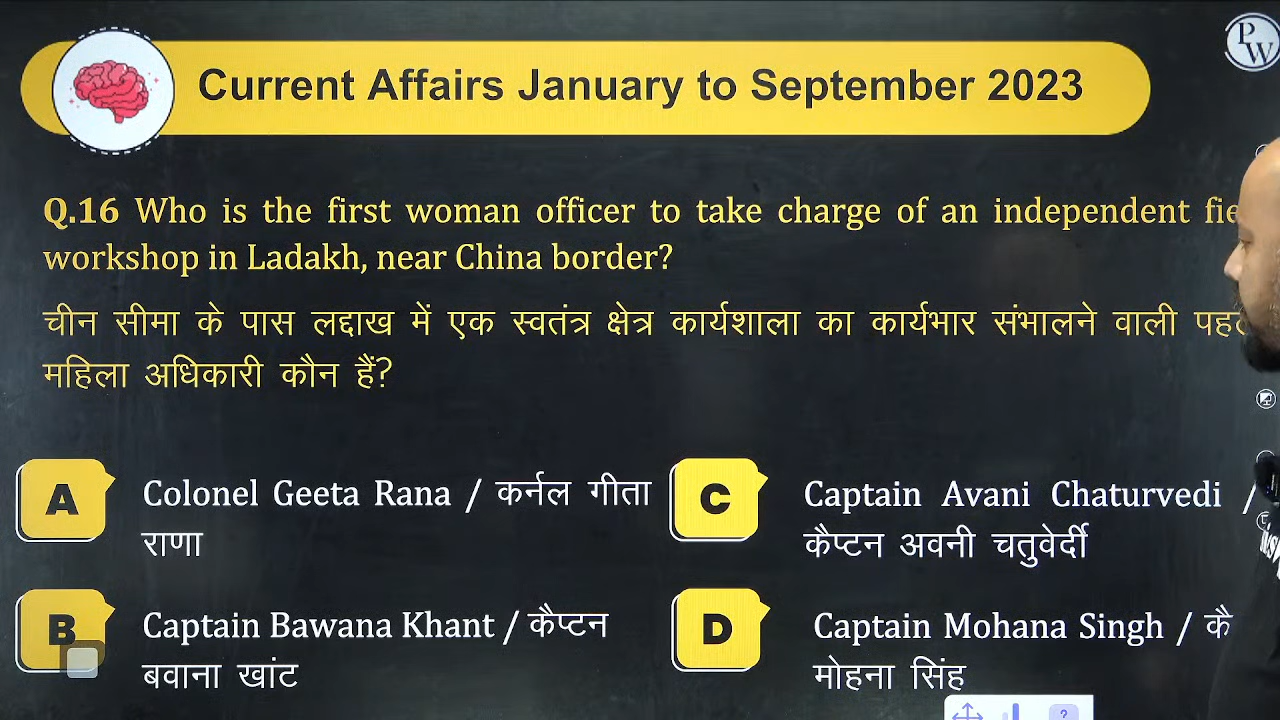 PW
Current Affairs January to September 2023
Q.16 Who is the first woman officer to take charge of an independent
workshop in Ladakh, near China border?
चीन सीमा के पास लद्दाख में एक स्वतंत्र क्षेत्र कार्यशाला का कार्यभार संभालने वाली
महिला अधिकारी कौन हैं?
A Colonel Geeta Rana / कर्नल गीता
राणा
C Captain Avani Chaturvedi /
कैप्टन अवनी चतुवेर्दी
B Captain Bawana Khant / कैप्टन
बवाना खांट
D Captain Mohana Singh /
मोहना सिंह
?